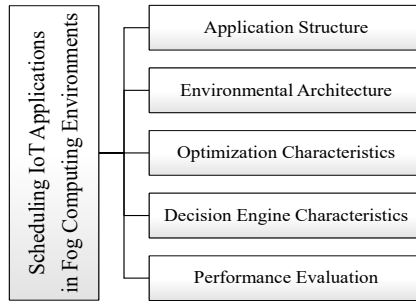 Scheduling IoT Applications
in Fog Computing Environments
Application Structure
Environmental Architecture
Optimization Characteristics
Decision Engine Characteristics
Performance Evaluation